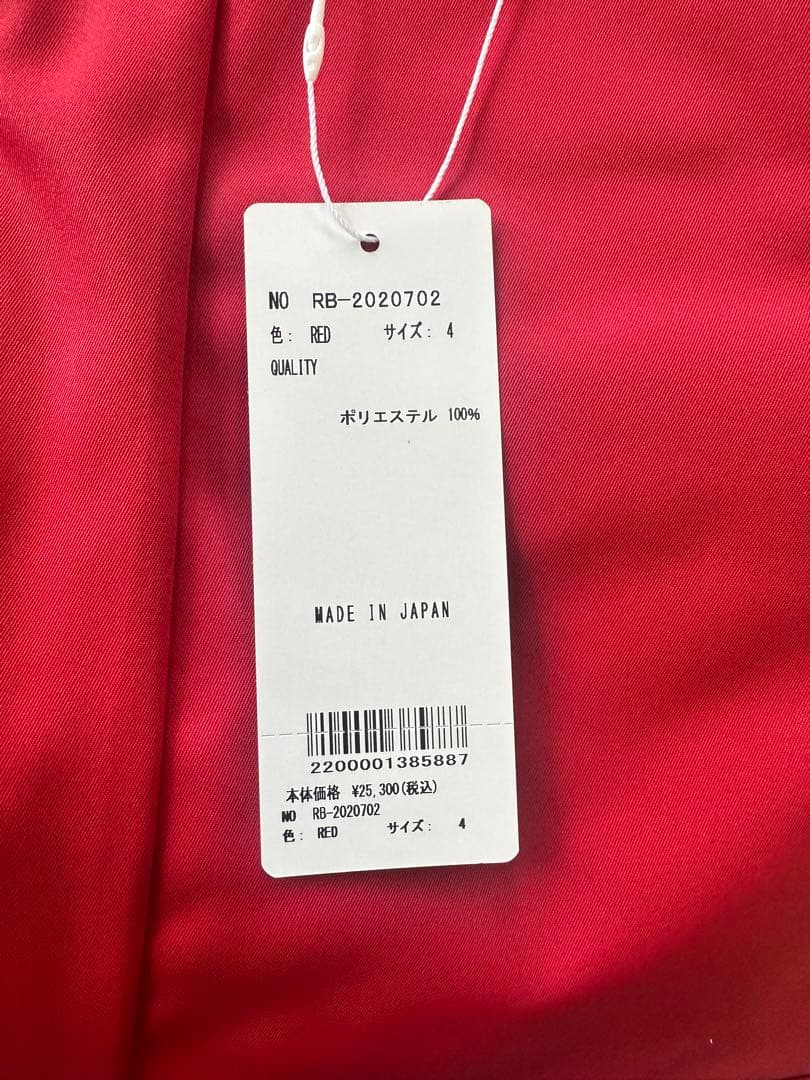 NO RB-2020702
色： RED サイズ： 4
QUALITY
ポリエステル 100%
MADE IN JAPAN
2200001385887
本体価格 ¥25,300(税込)
NO RB-2020702
色： RED サイズ： 4